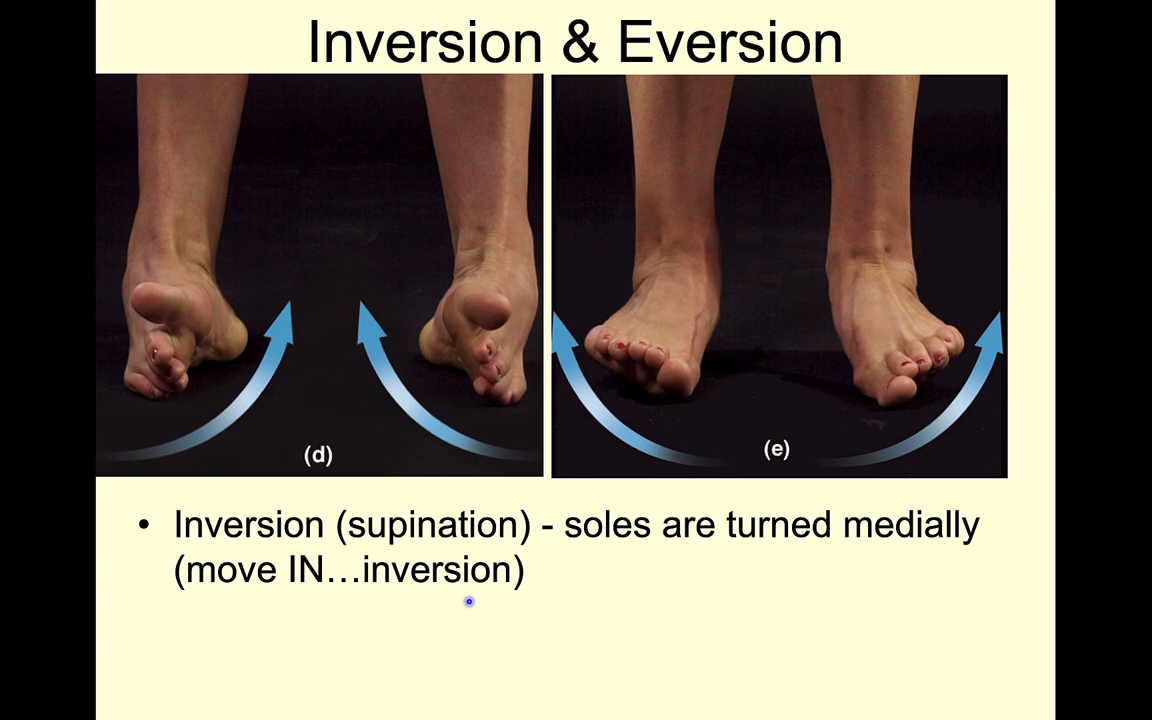 Inversion & Eversion
(d)
(e)
• Inversion (supination) - soles are turned medially
(move IN…inversion)